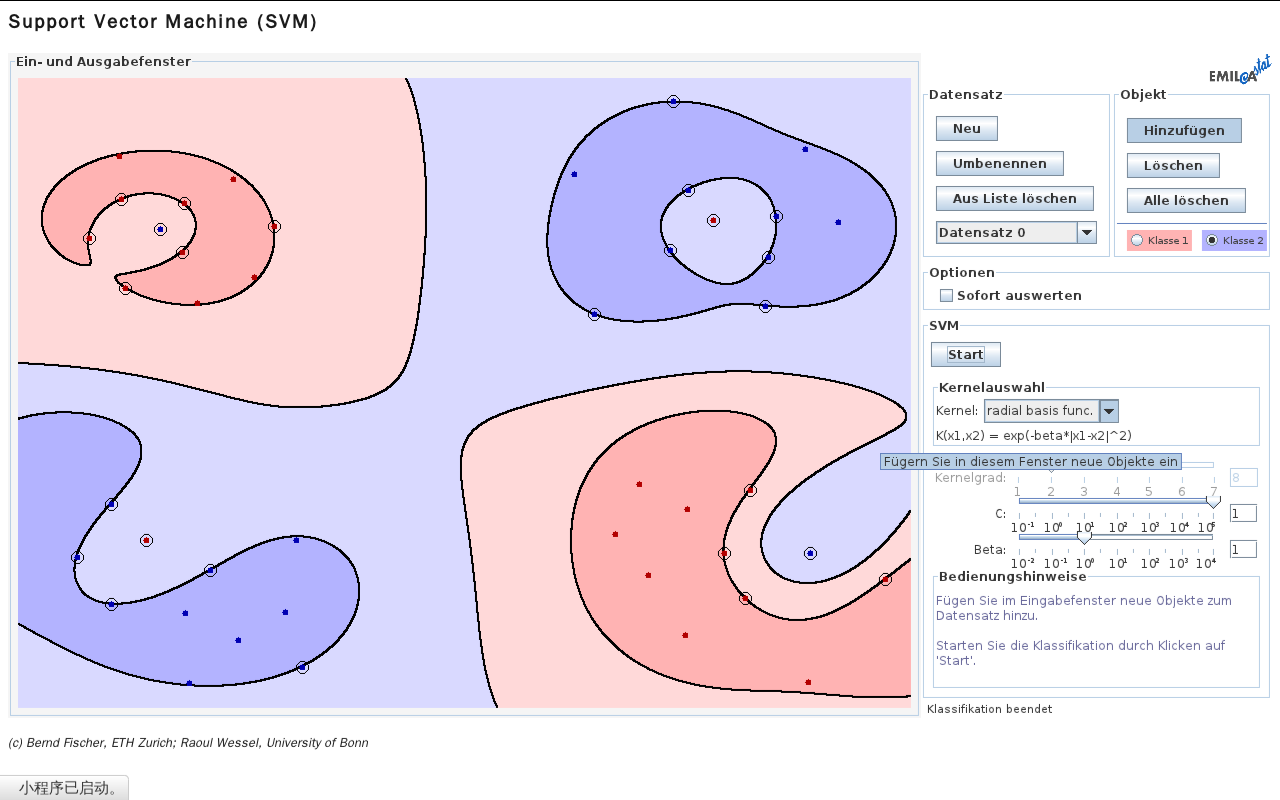 Support Vector Machine (SVM)
Ein- und Ausgabefenster
EMILeA stat
Datensatz
Neu
Umbenennen
Aus Liste löschen
Datensatz 0
Objekt
Hinzufügen
Löschen
Alle löschen
Klasse 1
Klasse 2
Optionen
Sofort auswerten
SVM
Start
Kernelauswahl
Kernel: radial basis func.
K(x1,x2) = exp(-beta*|x1-x2|^2)
Fügern Sie in diesem Fenster neue Objekte ein
Kernelgrad: 8
1 2 3 4 5 6 7
C: 1
10^-1 10^0 10^1 10^2 10^3 10^4
Beta: 1
10^-2 10^-1 10^0 10^1 10^2 10^3 10^4
Bedienungshinweise
Fügen Sie im Eingabefenster neue Objekte zum
Datensatz hinzu.
Starten Sie die Klassifikation durch Klicken auf
'Start'.
Klassifikation beendet
(c) Bernd Fischer, ETH Zurich; Raoul Wessel, University of Bonn
小程序已启动。